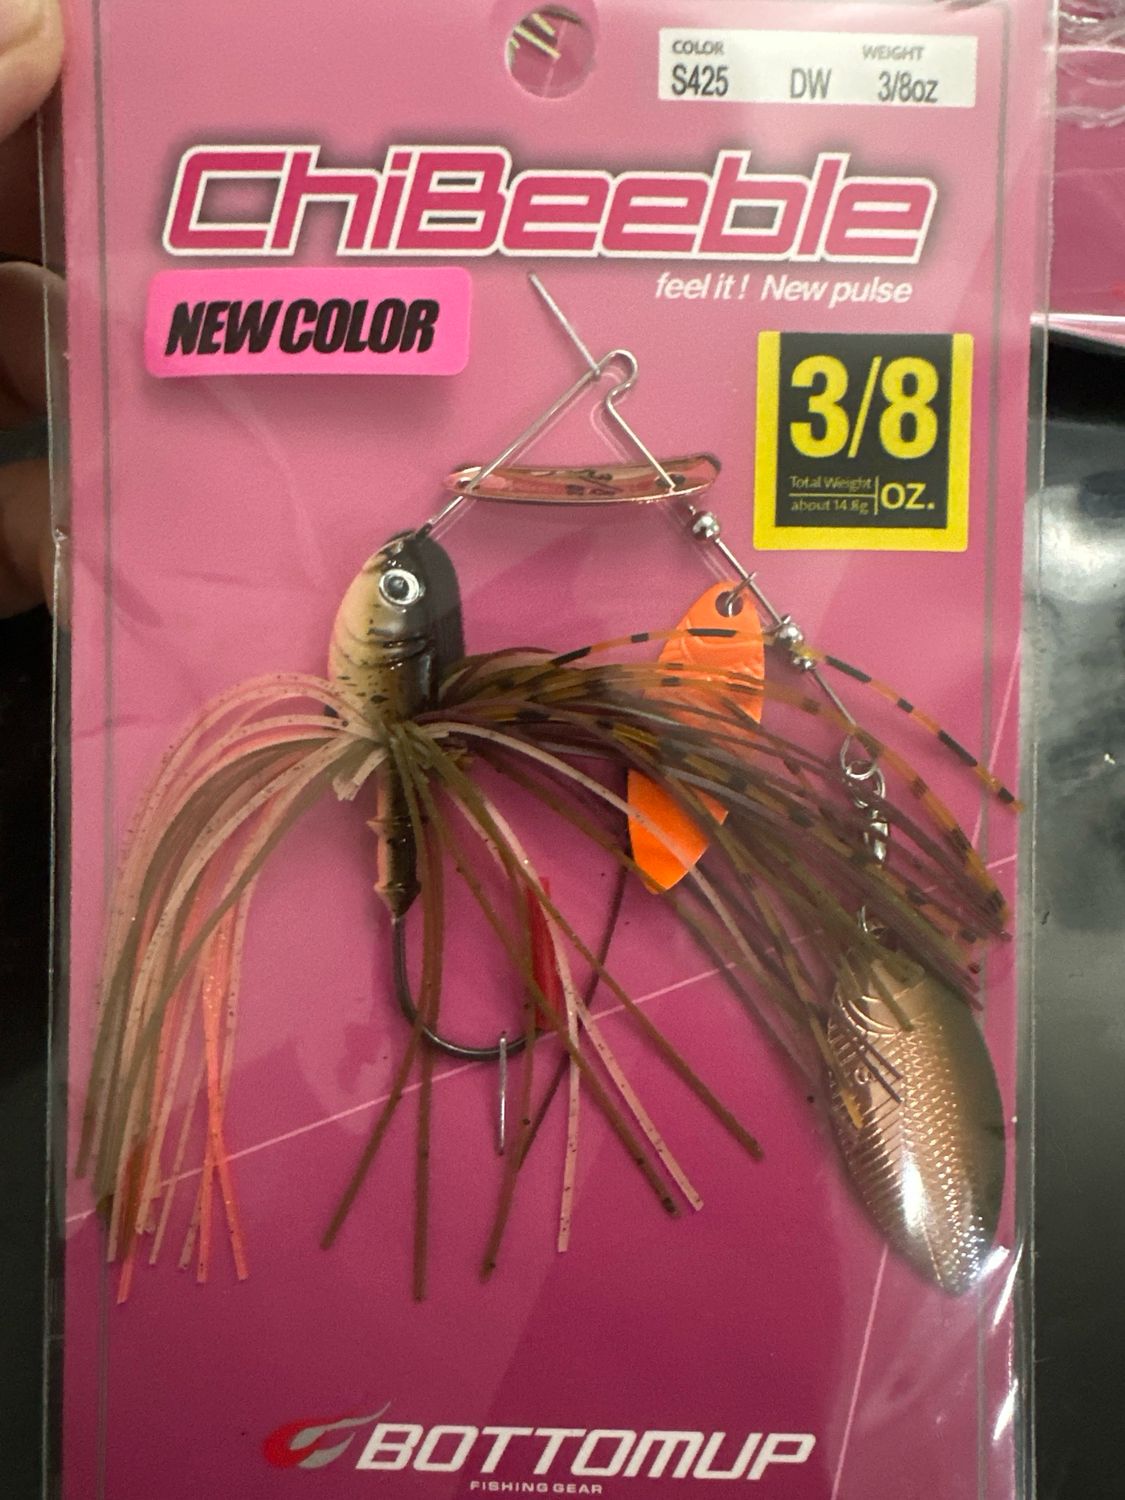 COLOR WEIGHT
S425 DW 3/8oz
ChiBeeble
feel it! New pulse
NEW COLOR
3/8
Total Weight
about 14.8g
OZ.
BOTTOMUP
FISHING GEAR